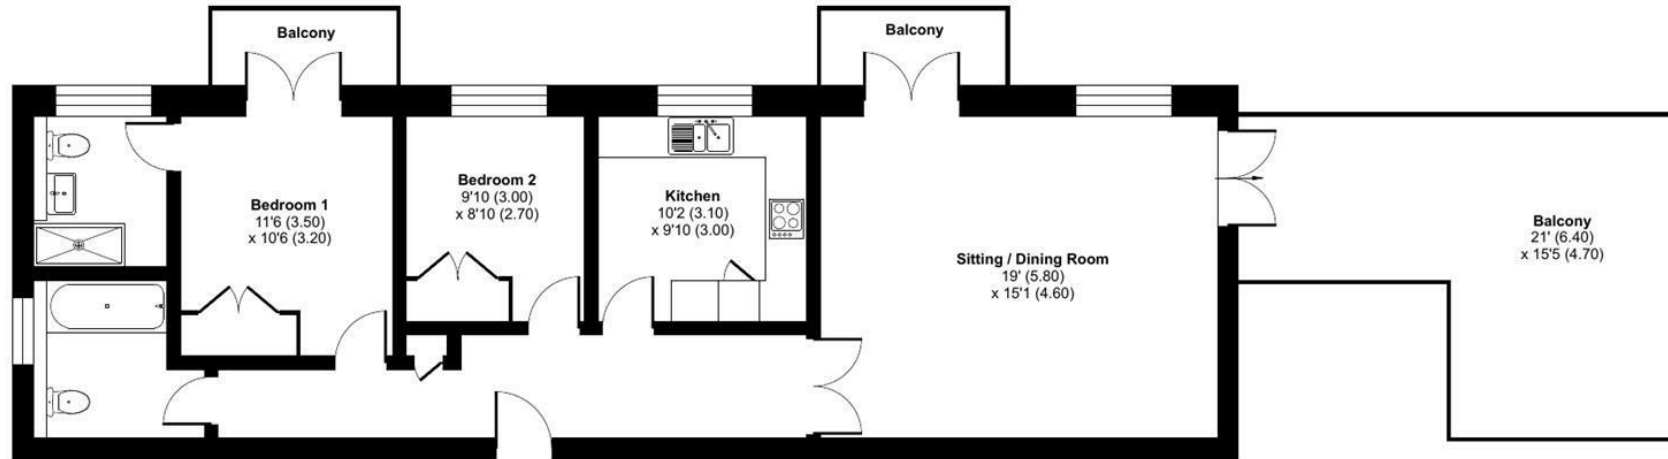 Balcony
Balcony
Bedroom 1
11'6 (3.50)
x 10'6 (3.20)
Bedroom 2
9'10 (3.00)
x 8'10 (2.70)
Kitchen
10'2 (3.10)
x 9'10 (3.00)
Sitting / Dining Room
19' (5.80)
x 15'1 (4.60)
Balcony
21' (6.40)
x 15'5 (4.70)